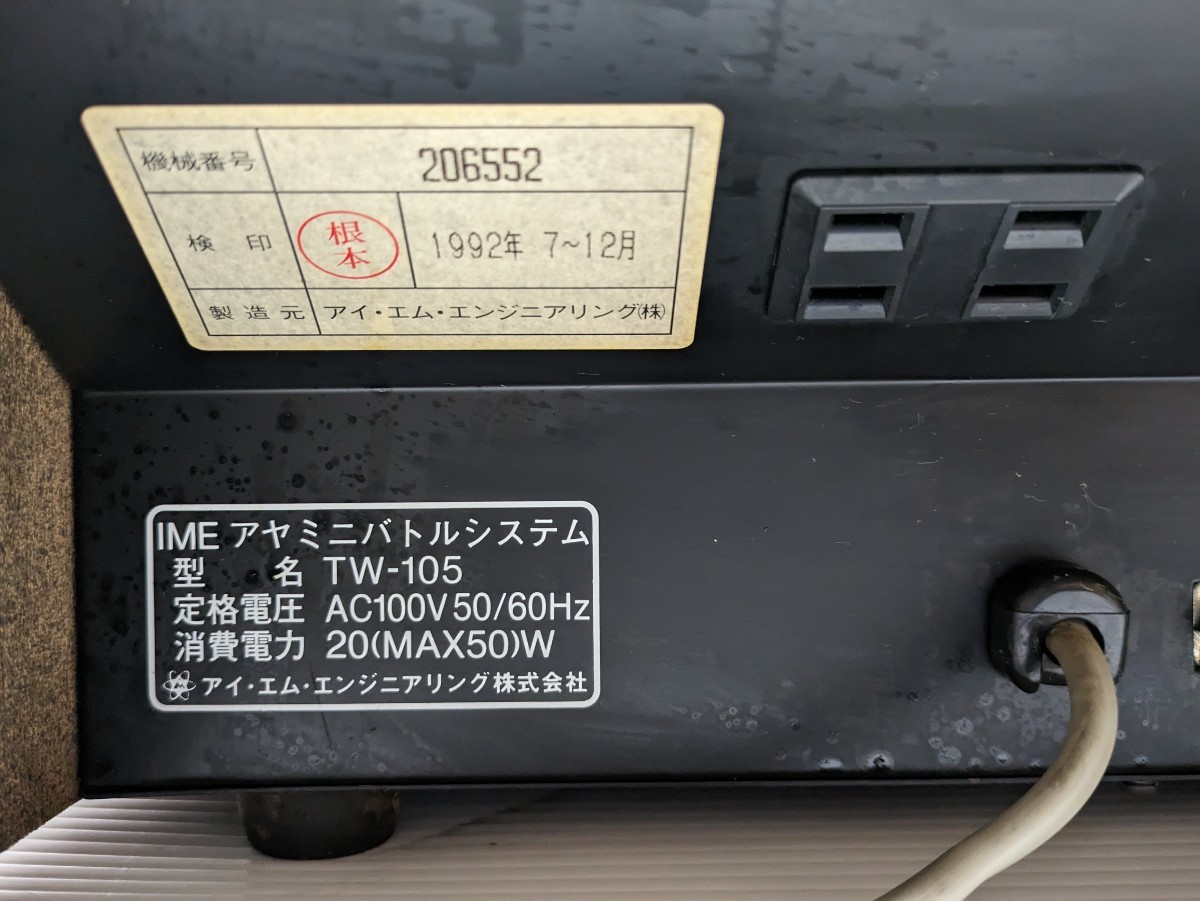 機械番号 206552
検印 根本 1992年 7~12月
製造元 アイ・エム・エンジニアリング㈱
IME アヤミニバトルシステム
型名 TW-105
定格電圧 AC100V 50/60Hz
消費電力 20(MAX50)W
アイ・エム・エンジニアリング株式会社